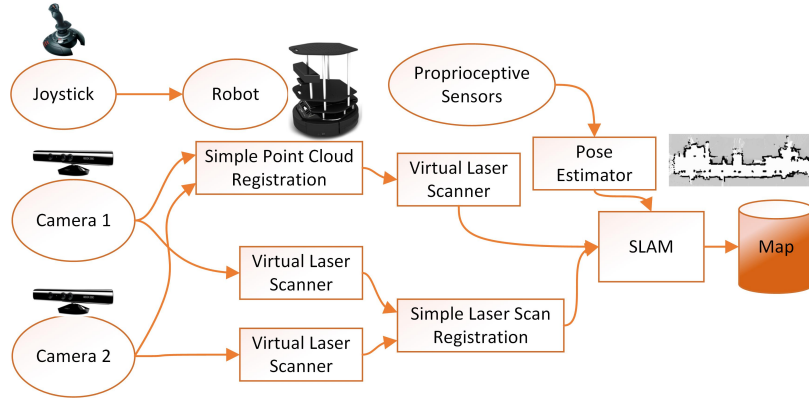 Joystick
Robot
Proprioceptive
Sensors
Simple Point Cloud
Registration
Virtual Laser
Scanner
Pose
Estimator
Camera 1
Virtual Laser
Scanner
SLAM
Map
Simple Laser Scan
Registration
Camera 2
Virtual Laser
Scanner